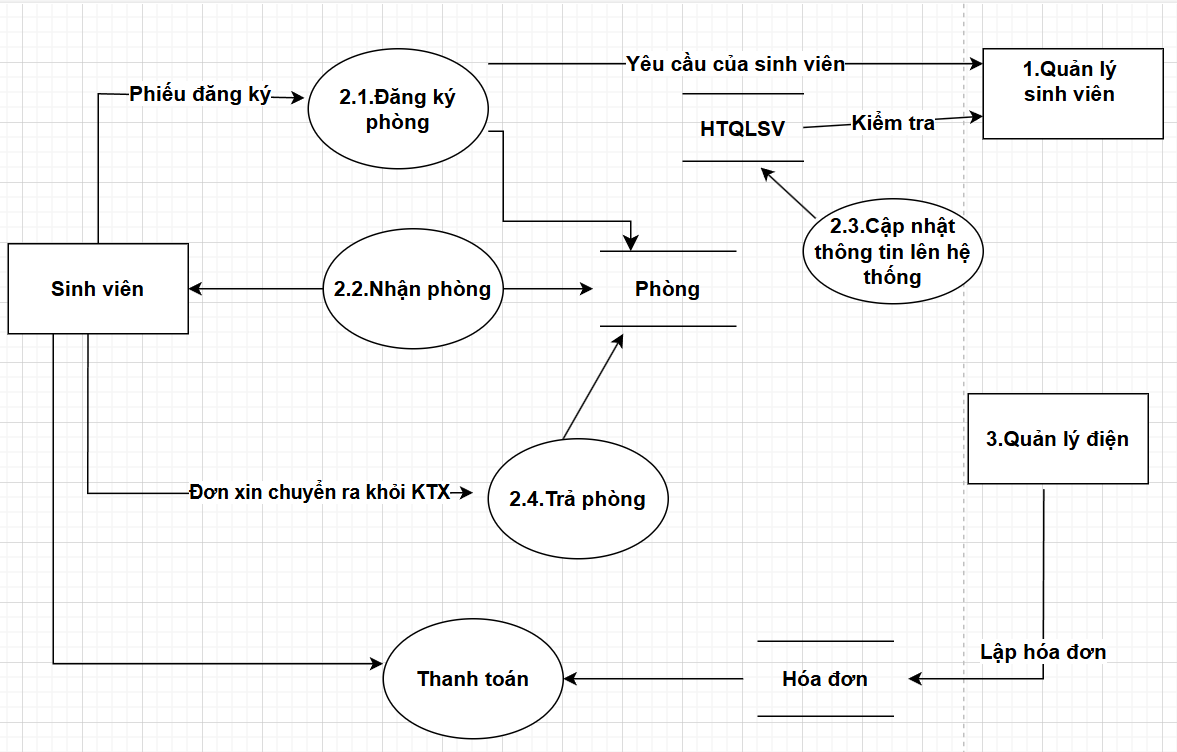 Yêu cầu của sinh viên
1.Quản lý
sinh viên
Phiếu đăng ký
2.1.Đăng ký
phòng
HTQLSV
Kiểm tra
2.3.Cập nhật
thông tin lên hệ
thống
Sinh viên
2.2.Nhận phòng
Phòng
3.Quản lý điện
Đơn xin chuyển ra khỏi KTX
2.4.Trả phòng
Lập hóa đơn
Thanh toán
Hóa đơn